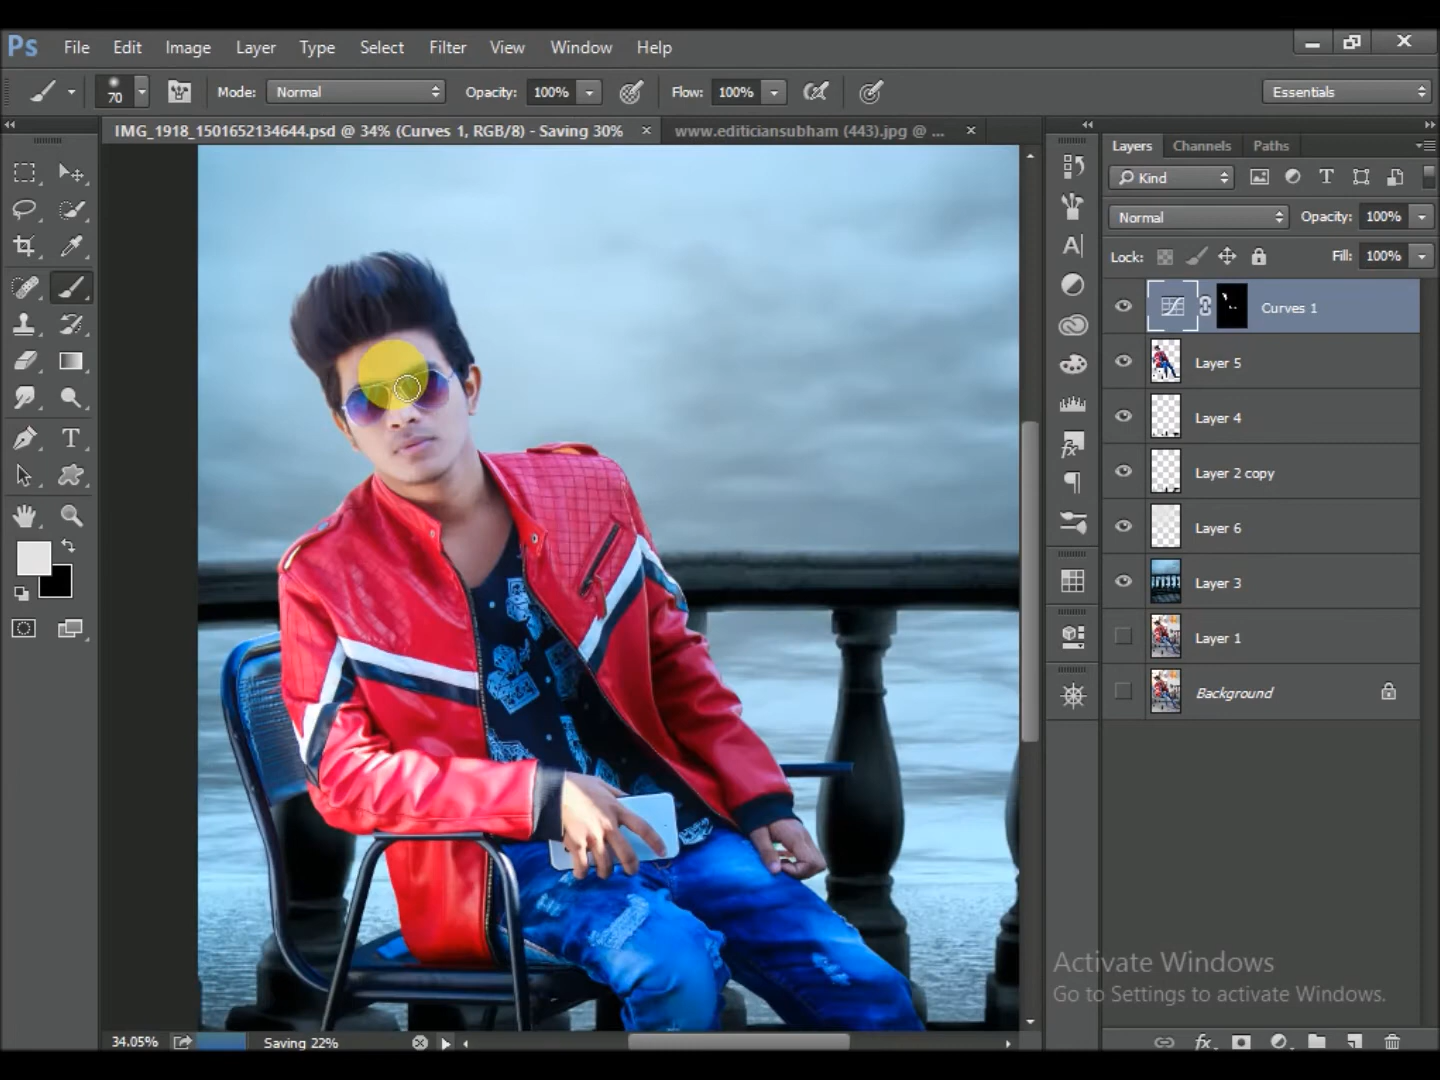 Ps File Edit Image Layer Type Select Filter View Window Help
70 Mode: Normal Opacity: 100% Flow: 100% Essentials
IMG_1918_1501652134644.psd @ 34% (Curves 1, RGB/8) - Saving 30% × www.editiciansubham (443).jpg @ ... ×
Layers Channels Paths
Kind
Normal Opacity: 100%
Lock: Fill: 100%
Curves 1
Layer 5
Layer 4
Layer 2 copy
Layer 6
Layer 3
Layer 1
Background
Activate Windows
Go to Settings to activate Windows.
34.05% Saving 22%